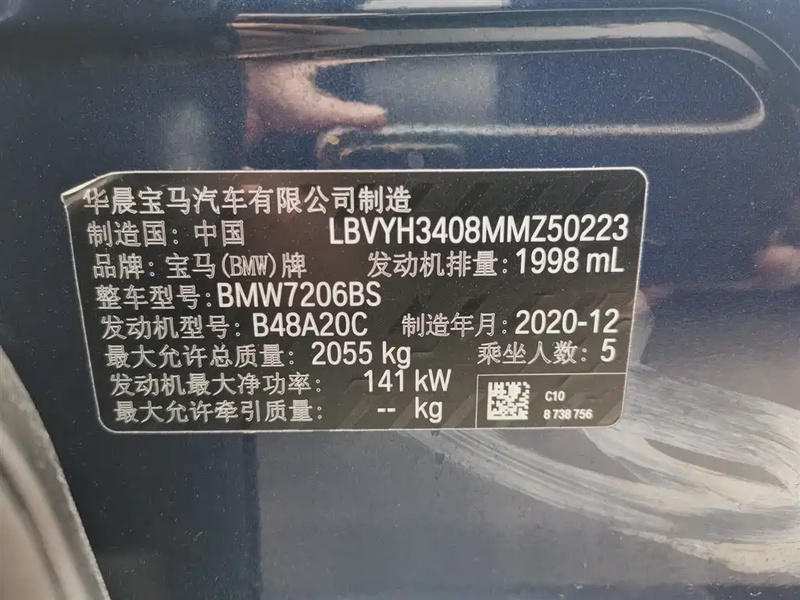 华晨宝马汽车有限公司制造
制造国: 中国 LBVYH3408MMZ50223
品牌: 宝马(BMW)牌 发动机排量: 1998 mL
整车型号: BMW7206BS
发动机型号: B48A20C 制造年月: 2020-12
最大允许总质量: 2055 kg 乘坐人数: 5
发动机最大净功率: 141 kW
最大允许牵引质量: -- kg
C10
8 738 756